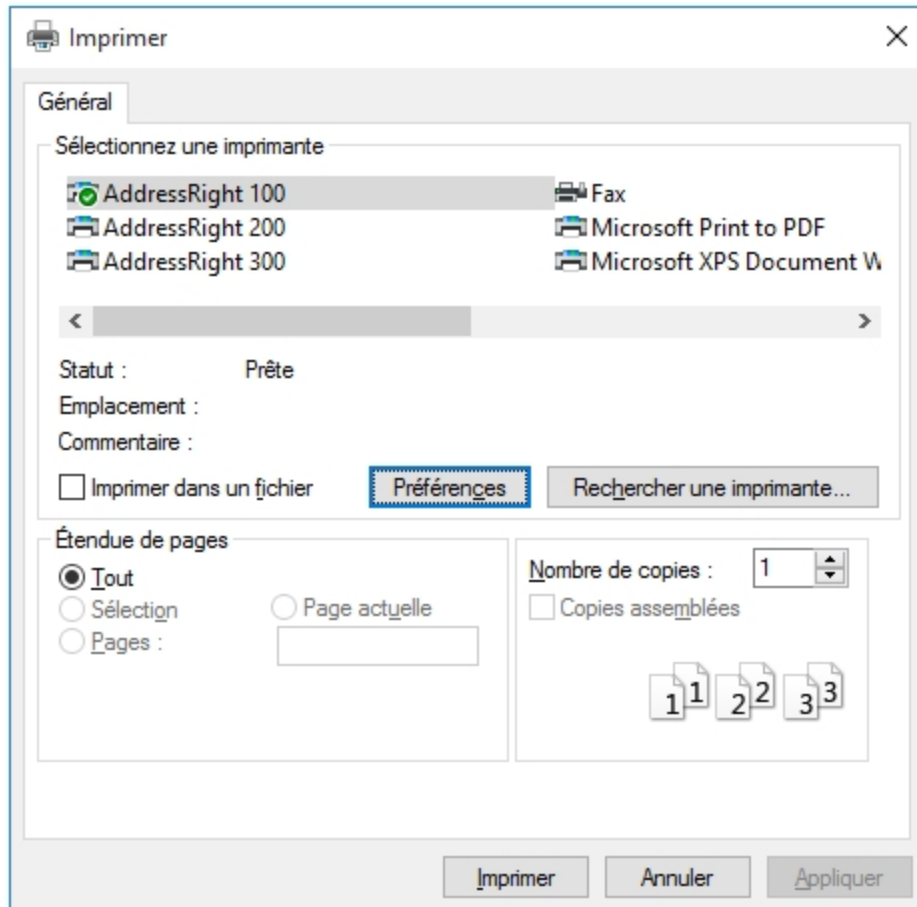 Imprimer
Général
Sélectionnez une imprimante
AddressRight 100 Fax
AddressRight 200 Microsoft Print to PDF
AddressRight 300 Microsoft XPS Document W
Statut : Prête
Emplacement :
Commentaire :
Imprimer dans un fichier Préférences Rechercher une imprimante...
Étendue de pages
Tout
Sélection Page actuelle
Pages :
Nombre de copies : 1
Copies assemblées
1 1 2 2 3 3
Imprimer Annuler Appliquer